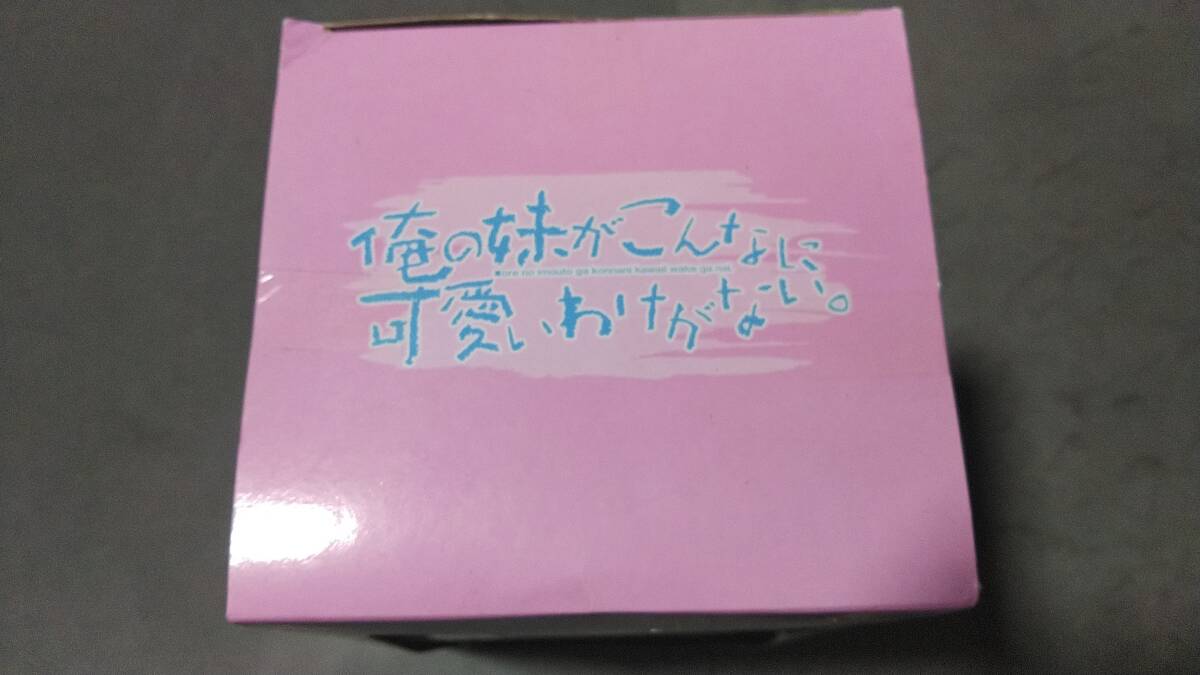 俺の妹がこんなに
ore no imouto ga konnani kawaii wake ga nai
可愛いわけがない。